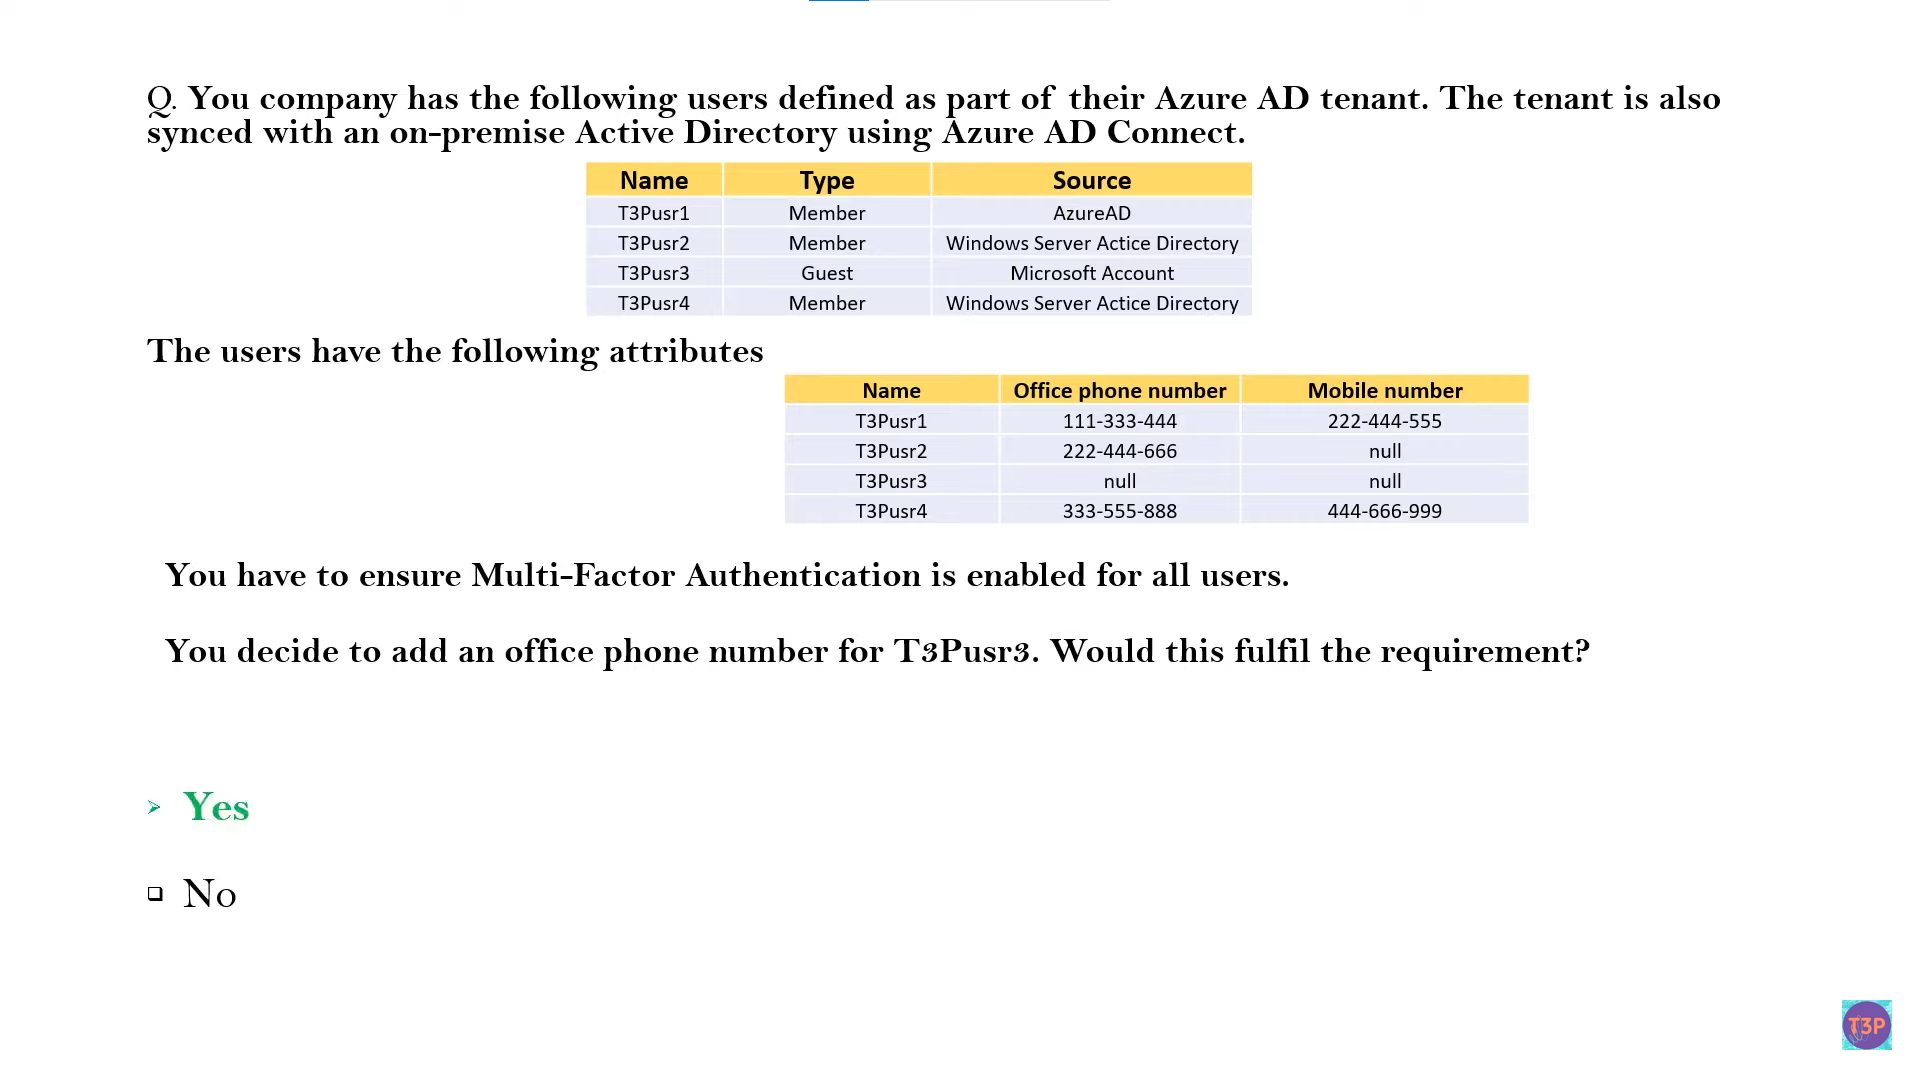 Q. You company has the following users defined as part of their Azure AD tenant. The tenant is also
synced with an on-premise Active Directory using Azure AD Connect.
Name Type Source
T3Pusr1 Member AzureAD
T3Pusr2 Member Windows Server Actice Directory
T3Pusr3 Guest Microsoft Account
T3Pusr4 Member Windows Server Actice Directory
The users have the following attributes
Name Office phone number Mobile number
T3Pusr1 111-333-444 222-444-555
T3Pusr2 222-444-666 null
T3Pusr3 null null
T3Pusr4 333-555-888 444-666-999
You have to ensure Multi-Factor Authentication is enabled for all users.
You decide to add an office phone number for T3Pusr3. Would this fulfil the requirement?
Yes
No
T3P